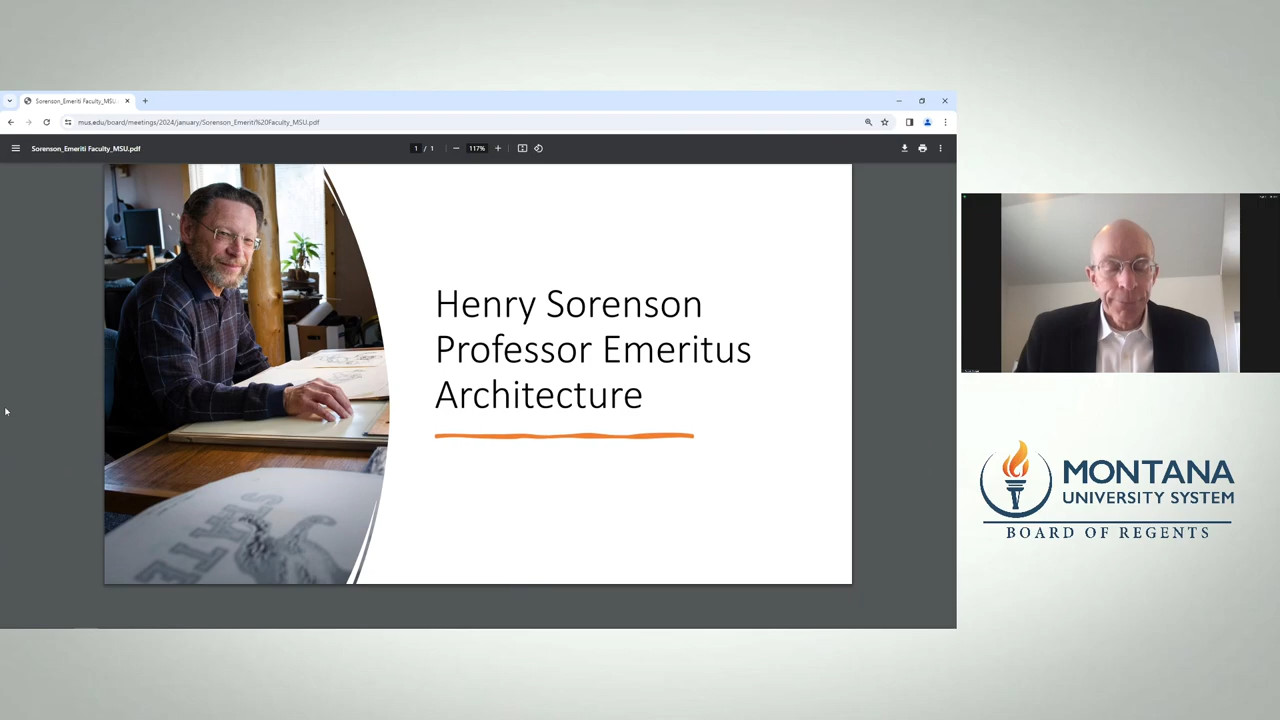 Sorenson_Emeriti Faculty_MSU.
mus.edu/board/meetings/2024/january/Sorenson_Emeriti%20Faculty_MSU.pdf
Sorenson_Emeriti Faculty_MSU.pdf
1 / 1
117%
Henry Sorenson
Professor Emeritus
Architecture
STATE
MONTANA
UNIVERSITY SYSTEM
BOARD OF REGENTS